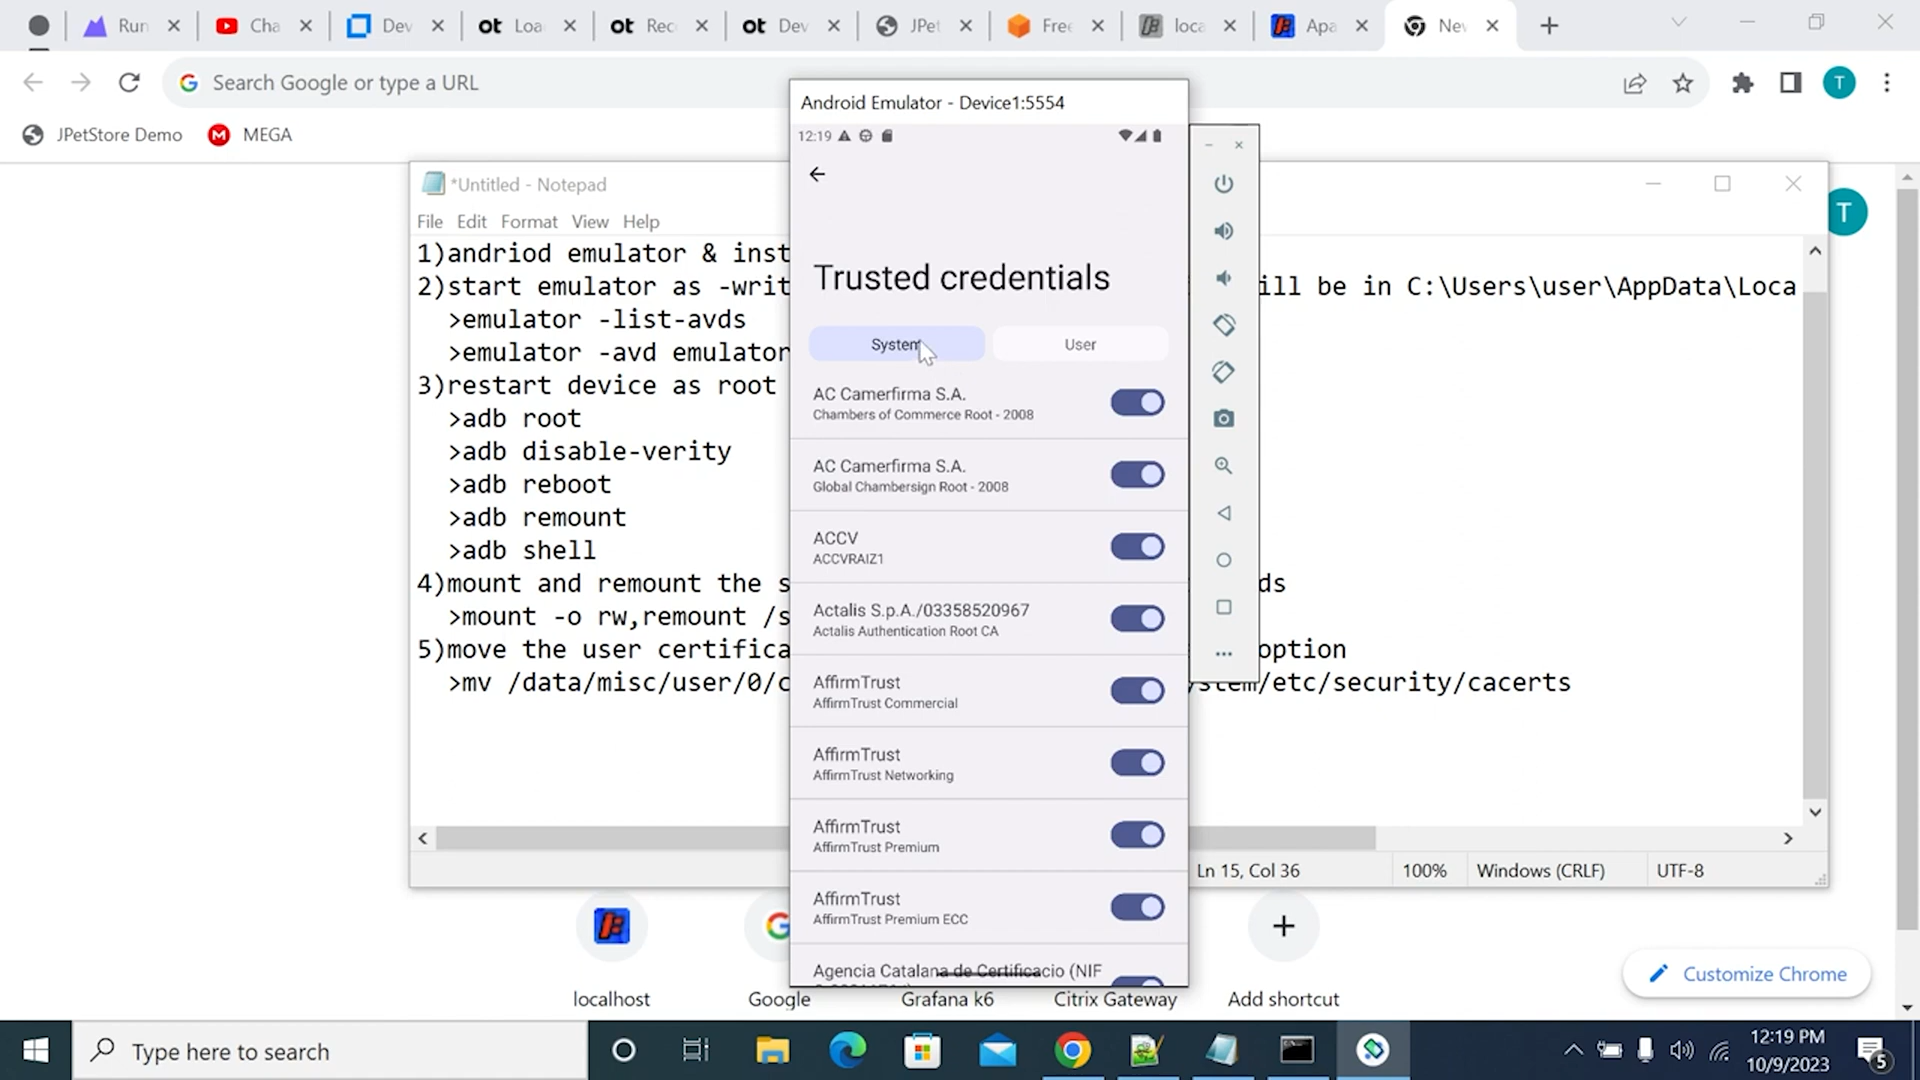 Run
Cha
Dev
ot Loa
ot Rec
ot Dev
JPet
Free
loca
Apa
Nev
Search Google or type a URL
T
JPetStore Demo
MEGA
*Untitled - Notepad
File Edit Format View Help
1)andriod emulator & inst
2)start emulator as -writ
ill be in C:\Users\user\AppData\Loca
>emulator -list-avds
>emulator -avd emulator
3)restart device as root
>adb root
>adb disable-verity
>adb reboot
>adb remount
>adb shell
4)mount and remount the s
ds
>mount -o rw,remount /s
5)move the user certifica
option
>mv /data/misc/user/0/c
stem/etc/security/cacerts
Ln 15, Col 36
100%
Windows (CRLF)
UTF-8
T
Android Emulator - Device1:5554
12:19
Trusted credentials
System
User
AC Camerfirma S.A.
Chambers of Commerce Root - 2008
AC Camerfirma S.A.
Global Chambersign Root - 2008
ACCV
ACCVRAIZ1
Actalis S.p.A./03358520967
Actalis Authentication Root CA
AffirmTrust
AffirmTrust Commercial
AffirmTrust
AffirmTrust Networking
AffirmTrust
AffirmTrust Premium
AffirmTrust
AffirmTrust Premium ECC
Agencia Catalana de Certificacio (NIF
localhost
Google
Grafana k6
Citrix Gateway
Add shortcut
Customize Chrome
Type here to search
12:19 PM
10/9/2023
5